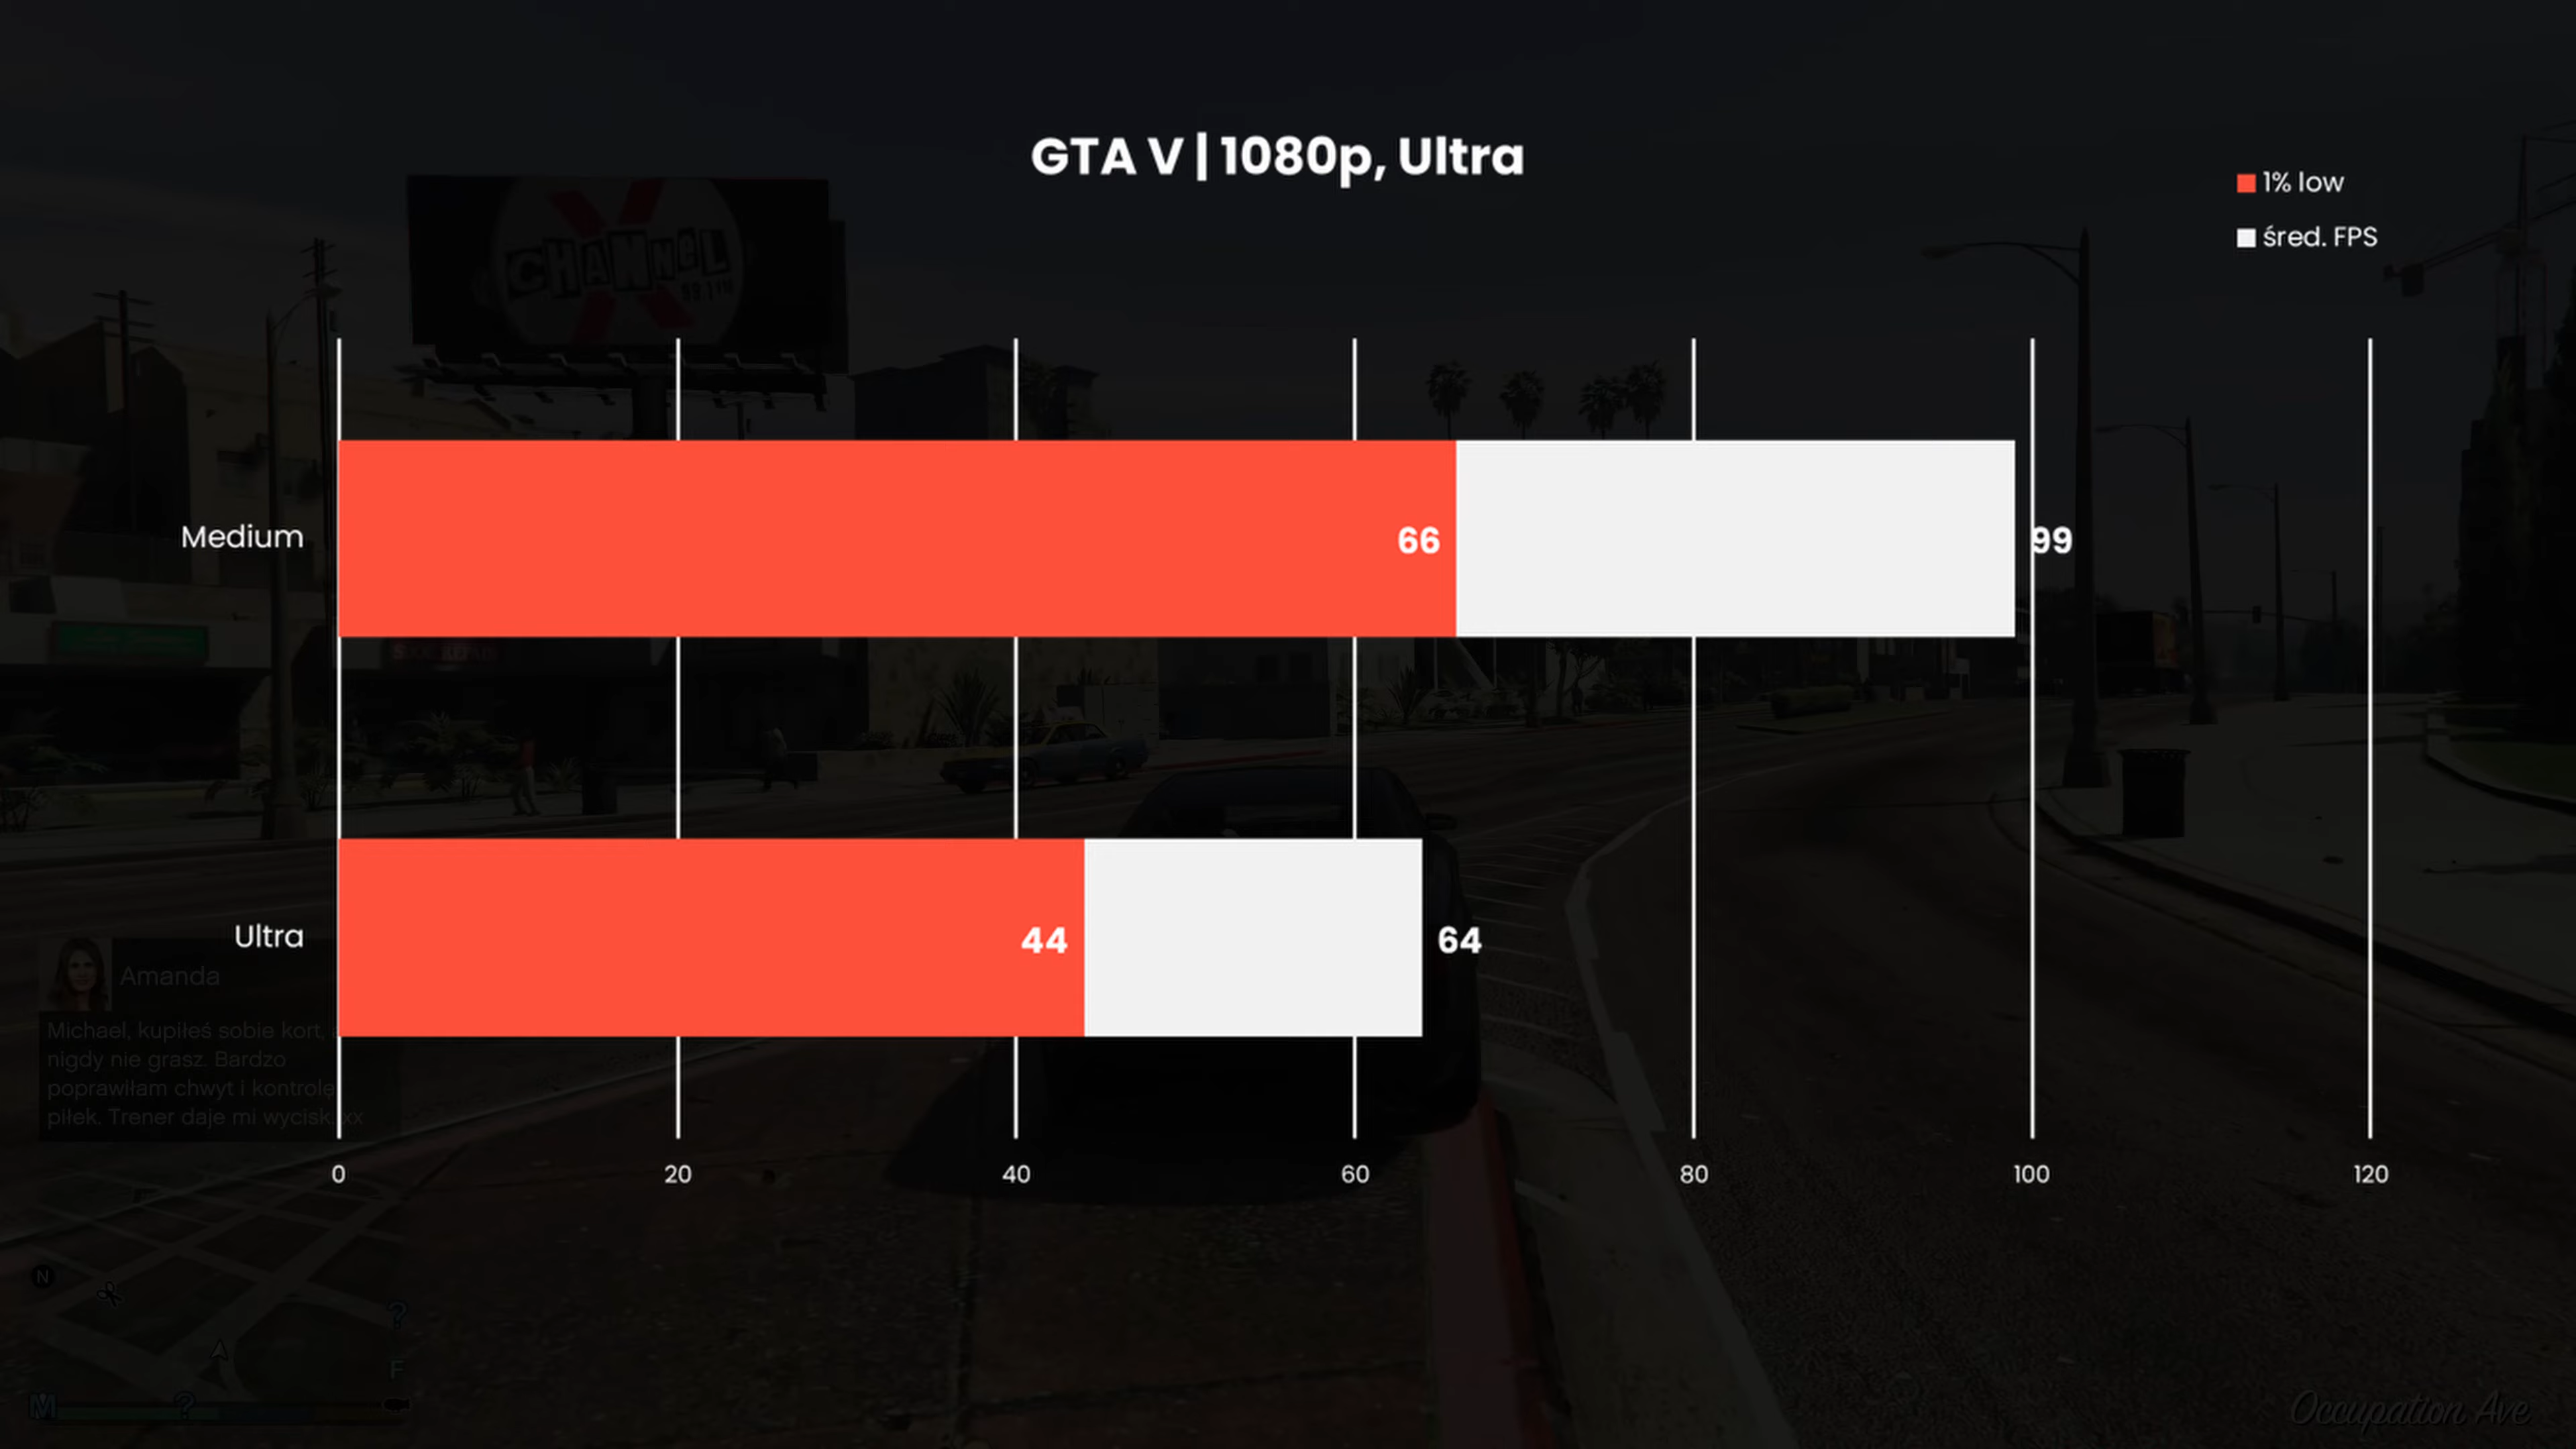 GTA V | 1080p, Ultra
1% low
śred. FPS
CHANNEL
Medium
66
99
Ultra
44
64
Amanda
Michael, kupiłeś sobie kort, a
nigdy nie grasz. Bardzo
poprawiłam chwyt i kontrolę
piłek. Trener daje mi wycisk. xx
0
20
40
60
80
100
120
N
?
F
?
Occupation Ave